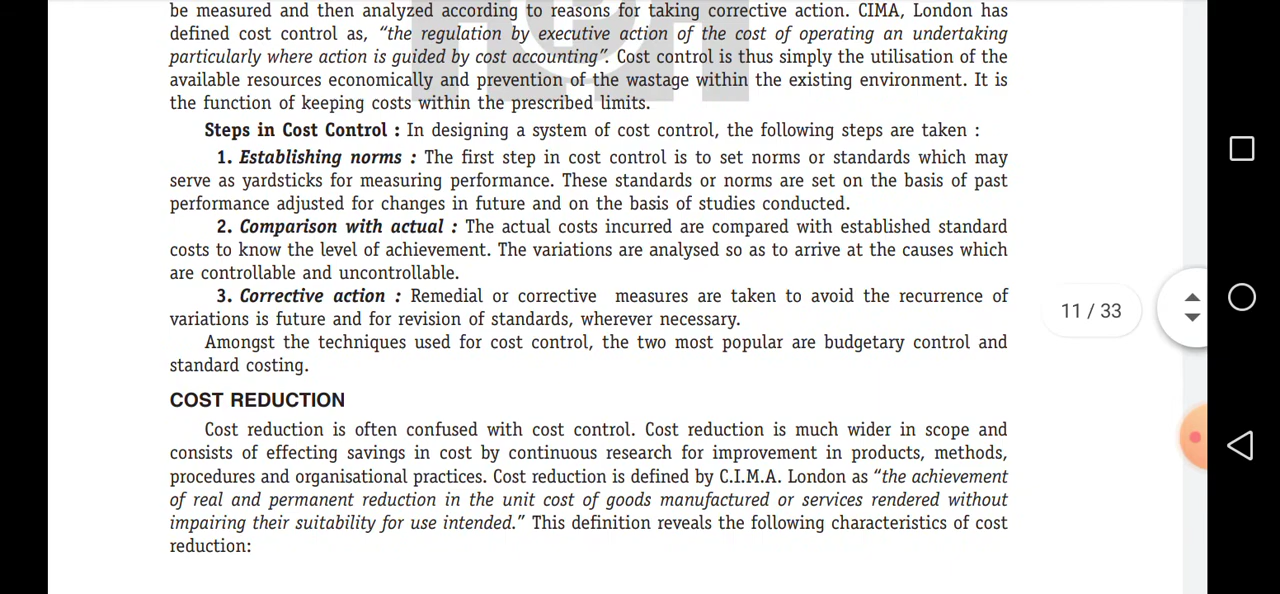 be measured and then analyzed according to reasons for taking corrective action. CIMA, London has
defined cost control as, “the regulation by executive action of the cost of operating an undertaking
particularly where action is guided by cost accounting”. Cost control is thus simply the utilisation of the
available resources economically and prevention of the wastage within the existing environment. It is
the function of keeping costs within the prescribed limits.
Steps in Cost Control : In designing a system of cost control, the following steps are taken :
1. Establishing norms : The first step in cost control is to set norms or standards which may
serve as yardsticks for measuring performance. These standards or norms are set on the basis of past
performance adjusted for changes in future and on the basis of studies conducted.
2. Comparison with actual : The actual costs incurred are compared with established standard
costs to know the level of achievement. The variations are analysed so as to arrive at the causes which
are controllable and uncontrollable.
3. Corrective action : Remedial or corrective measures are taken to avoid the recurrence of
variations is future and for revision of standards, wherever necessary.
Amongst the techniques used for cost control, the two most popular are budgetary control and
standard costing.
11 / 33
COST REDUCTION
Cost reduction is often confused with cost control. Cost reduction is much wider in scope and
consists of effecting savings in cost by continuous research for improvement in products, methods,
procedures and organisational practices. Cost reduction is defined by C.I.M.A. London as “the achievement
of real and permanent reduction in the unit cost of goods manufactured or services rendered without
impairing their suitability for use intended.” This definition reveals the following characteristics of cost
reduction: